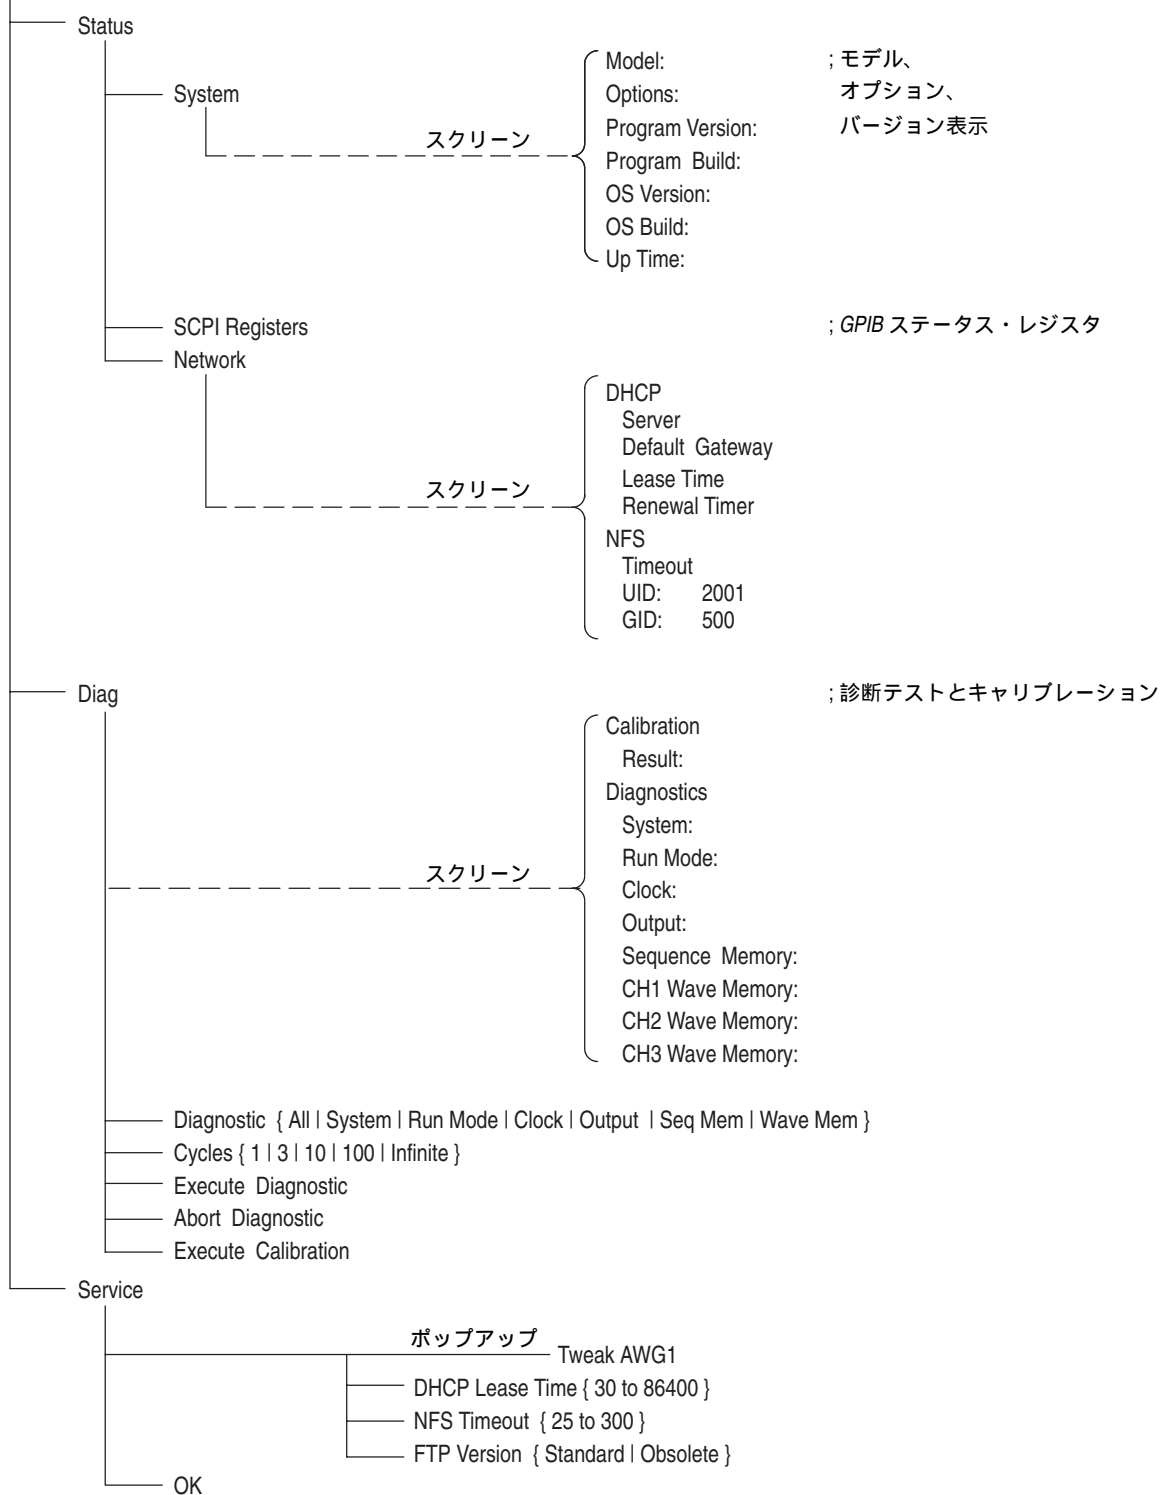 Status
Model: ; モデル、
System Options: オプション、
スクリーン Program Version: バージョン表示
Program Build:
OS Version:
OS Build:
Up Time:
SCPI Registers ; GPIB ステータス・レジスタ
Network
DHCP
Server
Default Gateway
スクリーン Lease Time
Renewal Timer
NFS
Timeout
UID: 2001
GID: 500
Diag ; 診断テストとキャリブレーション
Calibration
Result:
Diagnostics
System:
Run Mode:
スクリーン
Clock:
Output:
Sequence Memory:
CH1 Wave Memory:
CH2 Wave Memory:
CH3 Wave Memory:
Diagnostic { All | System | Run Mode | Clock | Output | Seq Mem | Wave Mem }
Cycles { 1 | 3 | 10 | 100 | Infinite }
Execute Diagnostic
Abort Diagnostic
Execute Calibration
Service
ポップアップ
Tweak AWG1
DHCP Lease Time { 30 to 86400 }
NFS Timeout { 25 to 300 }
FTP Version { Standard | Obsolete }
OK